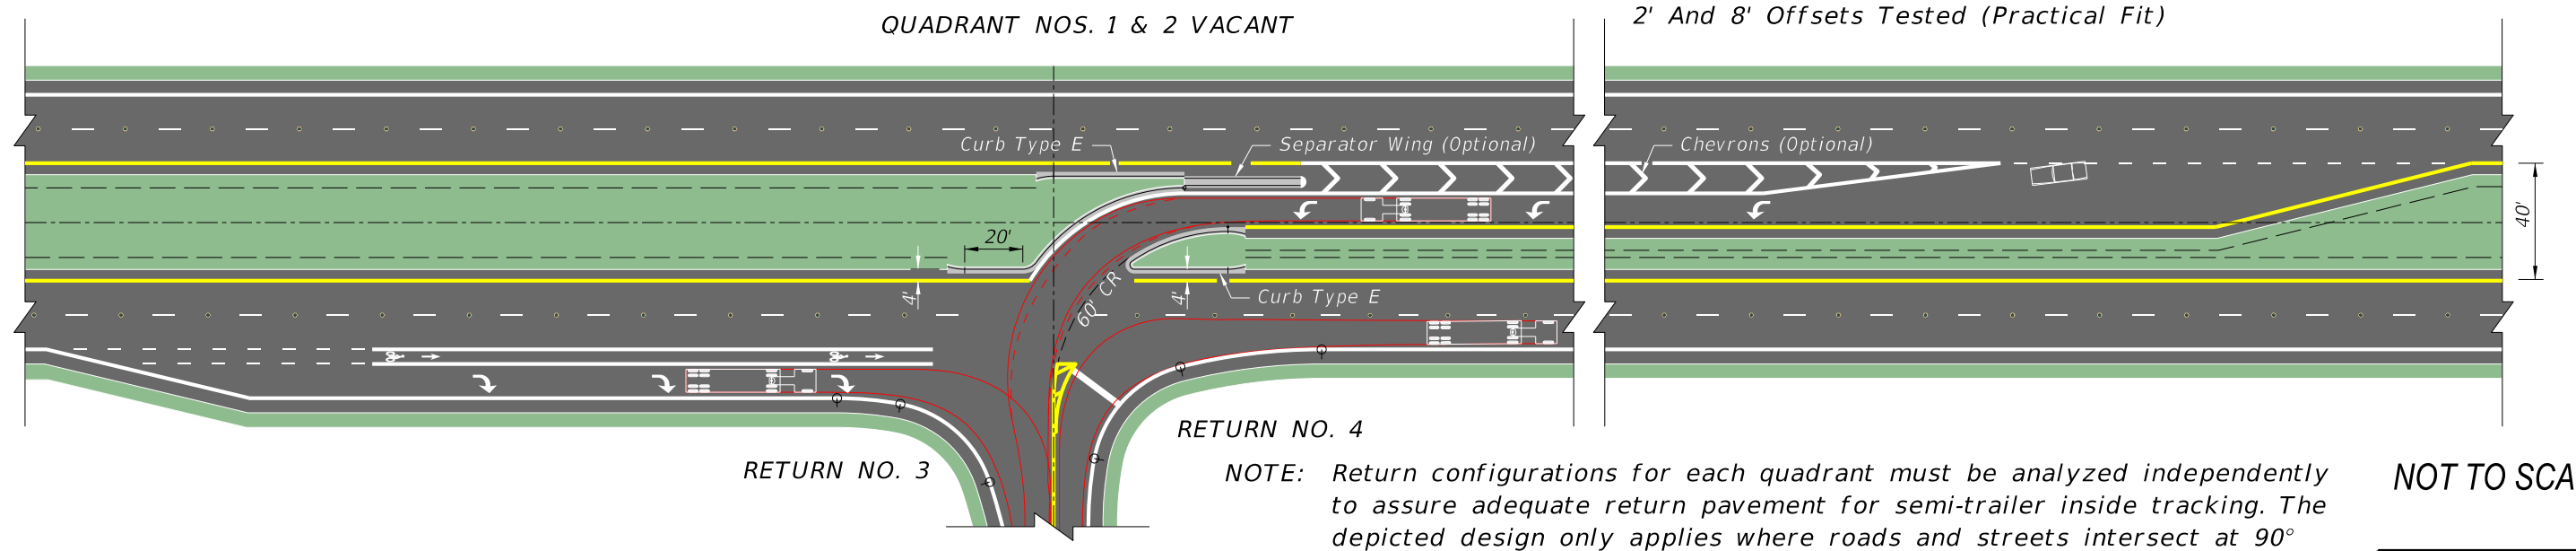 QUADRANT NOS. 1 & 2 VACANT
2' And 8' Offsets Tested (Practical Fit)
Curb Type E
Separator Wing (Optional)
Chevrons (Optional)
40'
20'
4'
4'
60' CR
Curb Type E
RETURN NO. 4
RETURN NO. 3
NOTE: Return configurations for each quadrant must be analyzed independently
to assure adequate return pavement for semi-trailer inside tracking. The
depicted design only applies where roads and streets intersect at 90°
NOT TO SCA